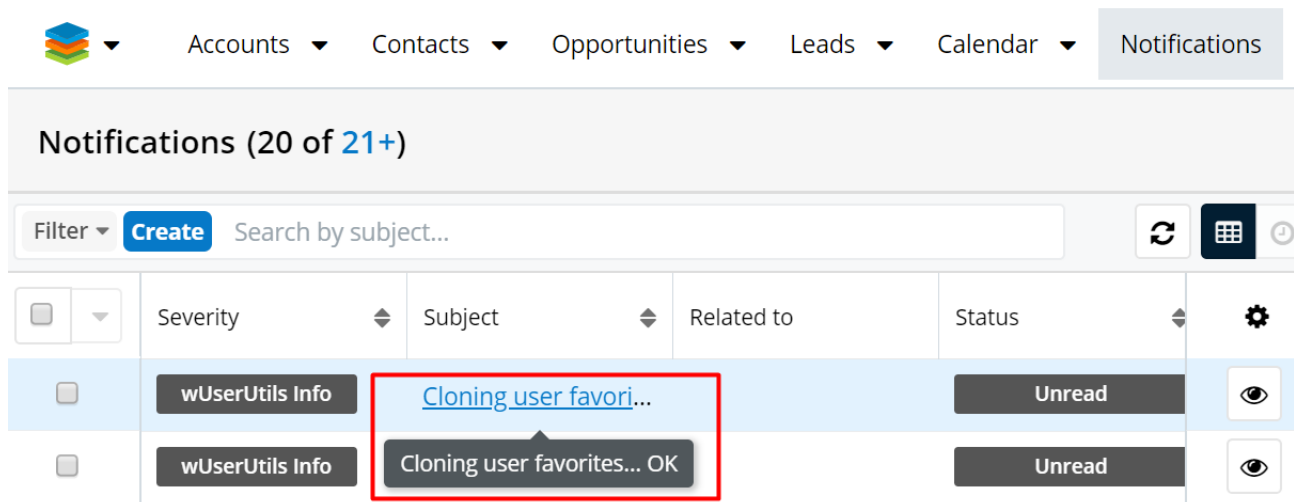 Accounts Contacts Opportunities Leads Calendar Notifications
Notifications (20 of 21+)
Filter Create Search by subject...
Severity Subject Related to Status
wUserUtils Info Cloning user favori... Unread
Cloning user favorites... OK
wUserUtils Info Unread